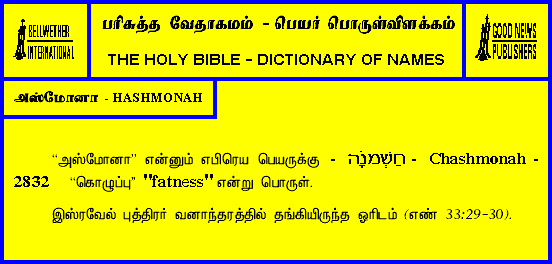 BELLWETHER
INTERNATIONAL
பரிசுத்த வேதாகமம் - பெயர் பொருள்விளக்கம்
THE HOLY BIBLE - DICTIONARY OF NAMES
GOOD NEWS
PUBLISHERS
அஸ்மோனா - HASHMONAH
“அஸ்மோனா” என்னும் எபிரெய பெயருக்கு - חַשְׁמֹנָה - Chashmonah -
2832 “கொழுப்பு” "fatness" என்று பொருள்.
இஸ்ரவேல் புத்திரர் வனாந்தரத்தில் தங்கியிருந்த ஓரிடம் (எண் 33:29-30).